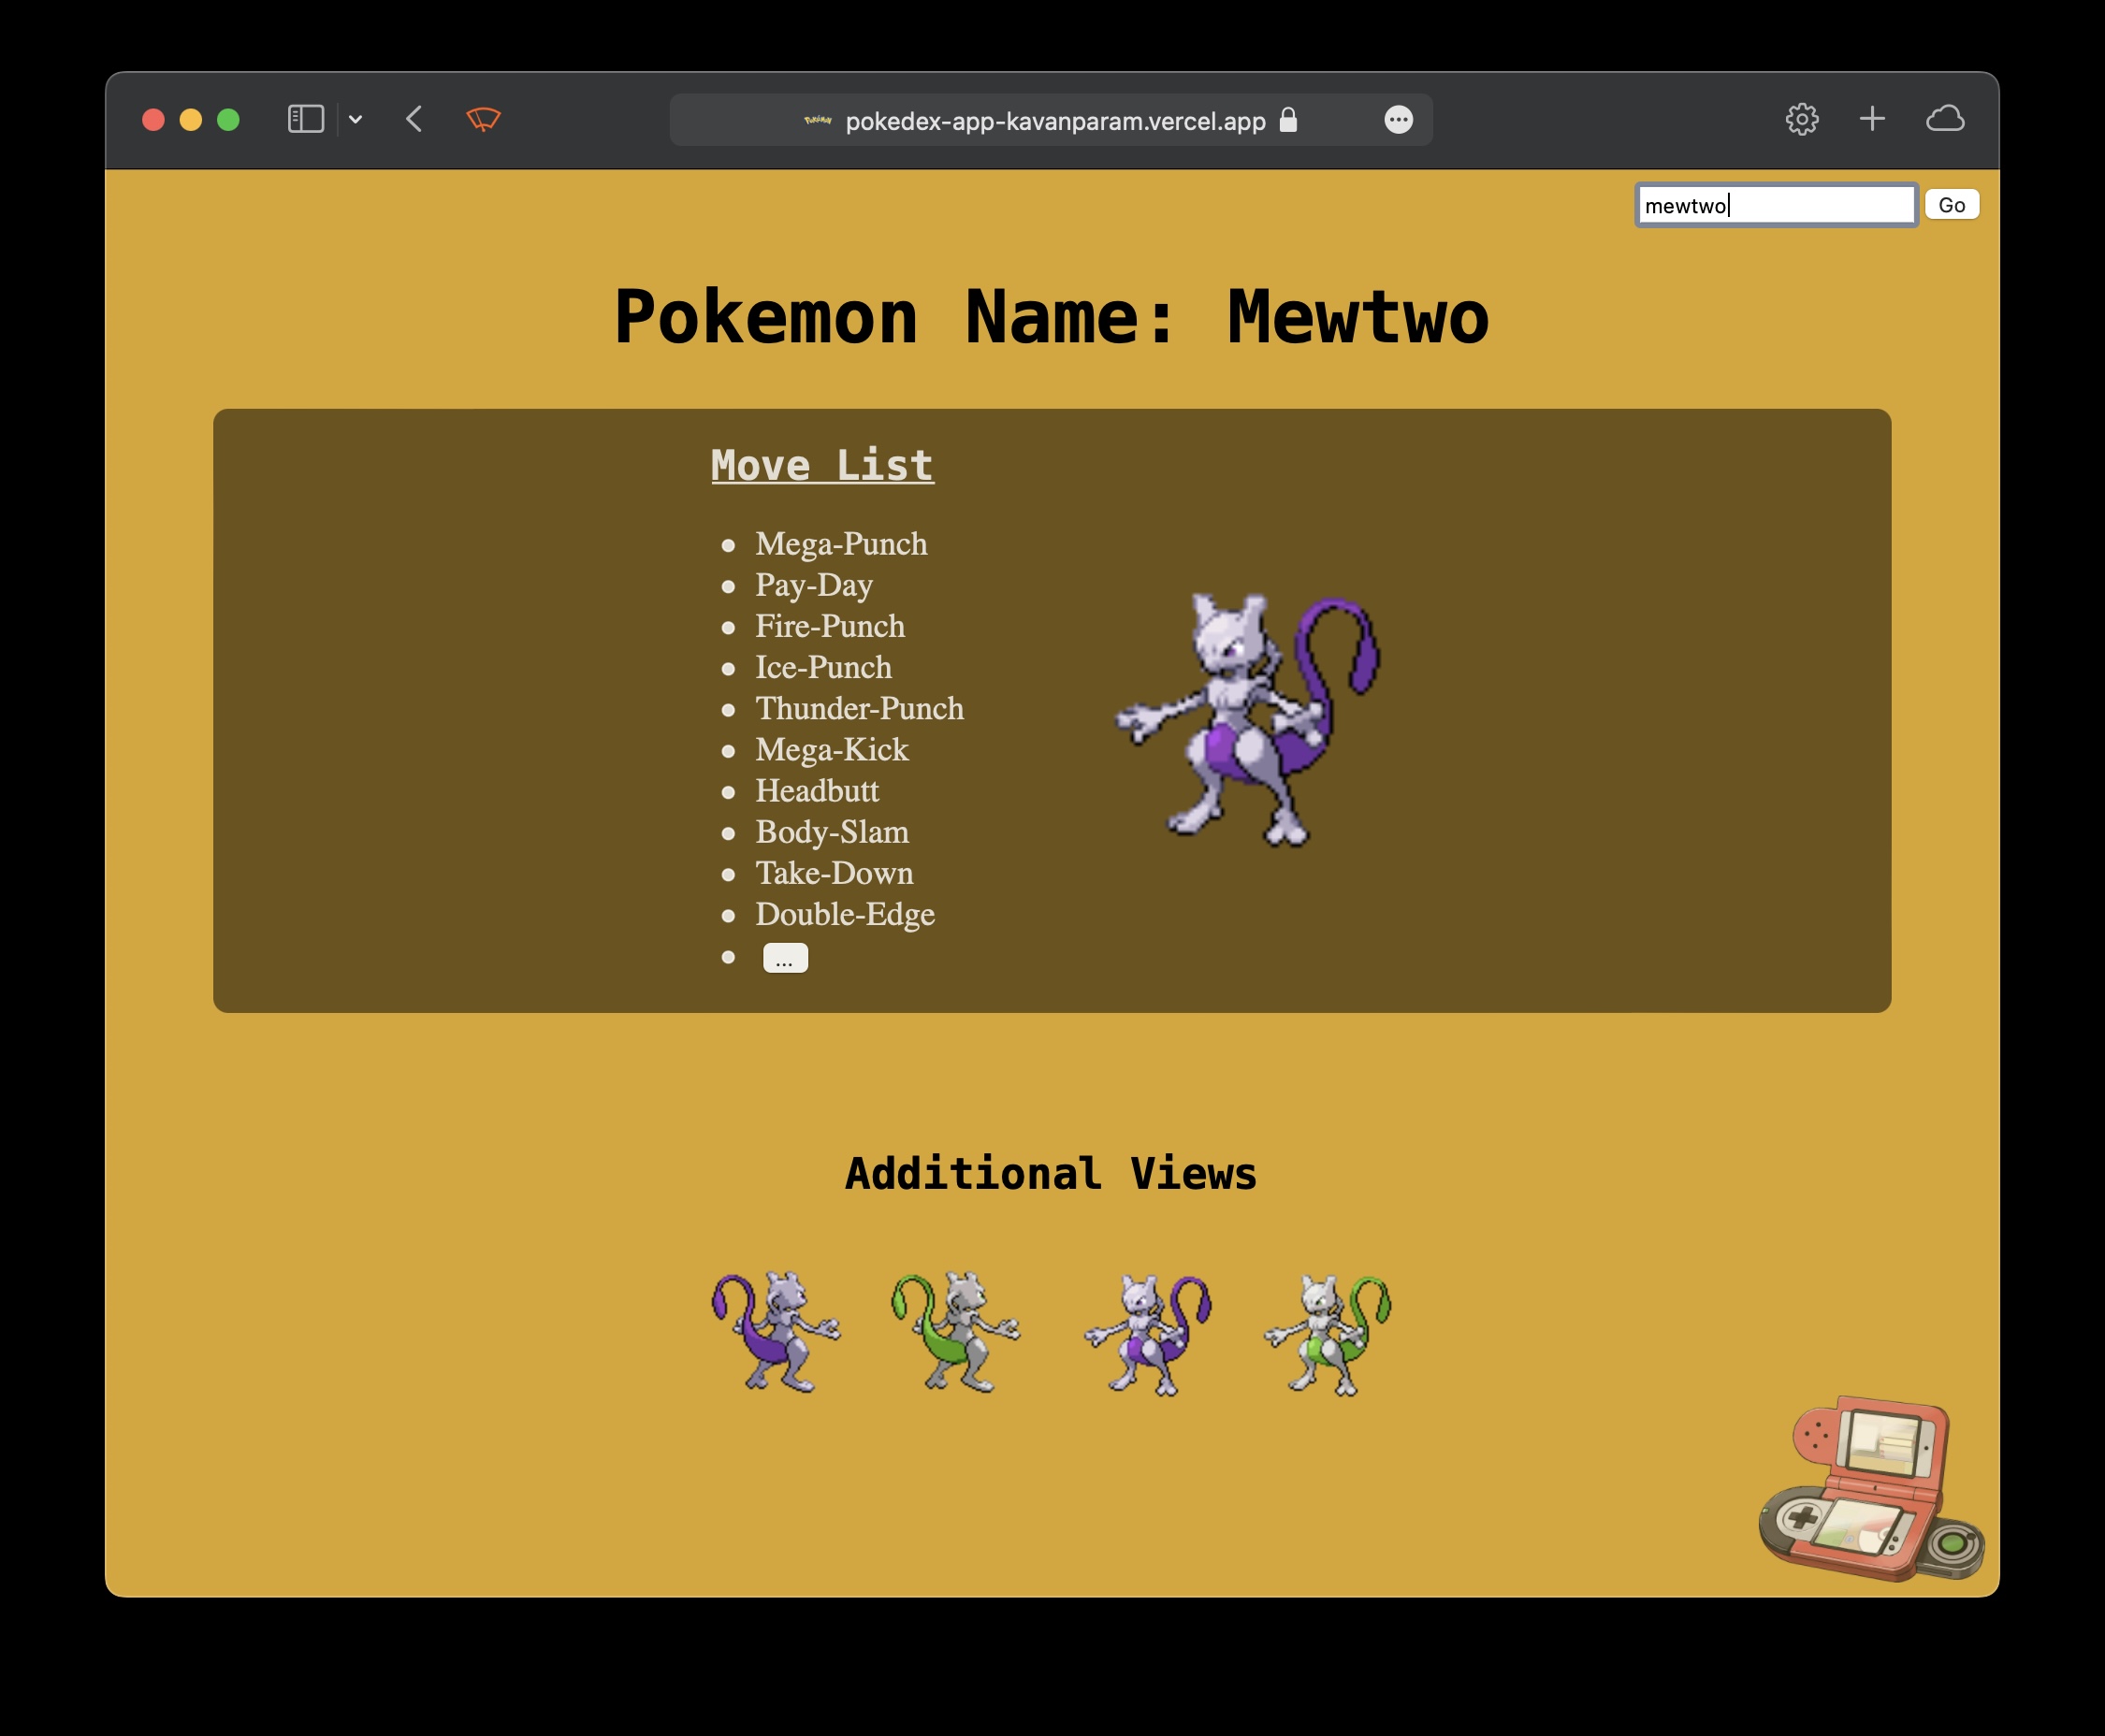 pokedex-app-kavanparam.vercel.app
mewtwo
Go
Pokemon Name: Mewtwo
Move List
Mega-Punch
Pay-Day
Fire-Punch
Ice-Punch
Thunder-Punch
Mega-Kick
Headbutt
Body-Slam
Take-Down
Double-Edge
...
Additional Views